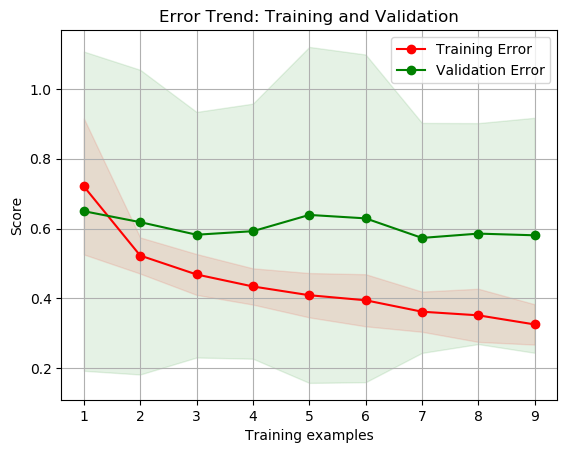 Error Trend: Training and Validation
Training Error
Validation Error
Score
1.0
0.8
0.6
0.4
0.2
1 2 3 4 5 6 7 8 9
Training examples